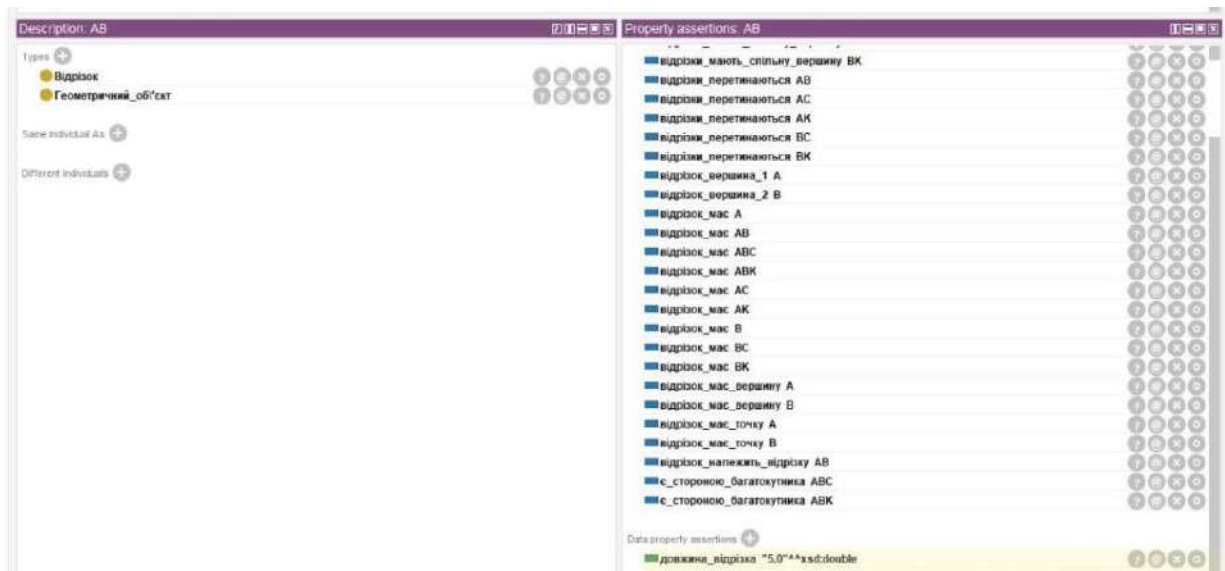 Description: AB
Types
Відрізок
Геометричний_об'єкт
Same Individual As
Different Individuals
Property assertions: AB
відрізки_мають_спільну_вершину BK
відрізки_перетинаються AB
відрізки_перетинаються AC
відрізки_перетинаються AK
відрізки_перетинаються BC
відрізки_перетинаються BK
відрізок_вершина_1 A
відрізок_вершина_2 B
відрізок_має A
відрізок_має AB
відрізок_має ABC
відрізок_має ABK
відрізок_має AC
відрізок_має AK
відрізок_має B
відрізок_має BC
відрізок_має BK
відрізок_має_вершину A
відрізок_має_вершину B
відрізок_має_точку A
відрізок_має_точку B
відрізок_належить_відрізку AB
є_стороною_багатокутника ABC
є_стороною_багатокутника ABK
Data property assertions
довжина_відрізка "5.0"^^xsd:double